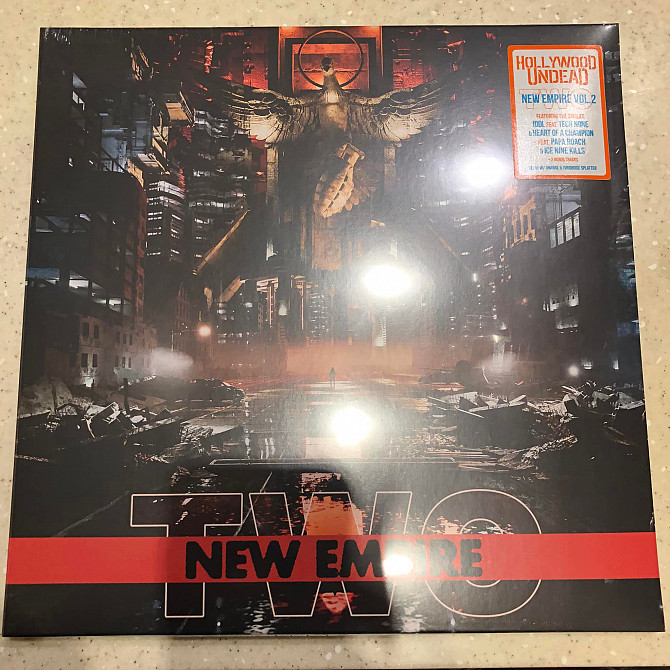 HOLLYWOOD
UNDEAD
TWO
NEW EMPIRE VOL.2
FEATURING THE SINGLES
IDOL FEAT. TECH N9NE
& HEART OF A CHAMPION
FEAT. PAPA ROACH
& ICE NINE KILLS
TWO
NEW EMPIRE